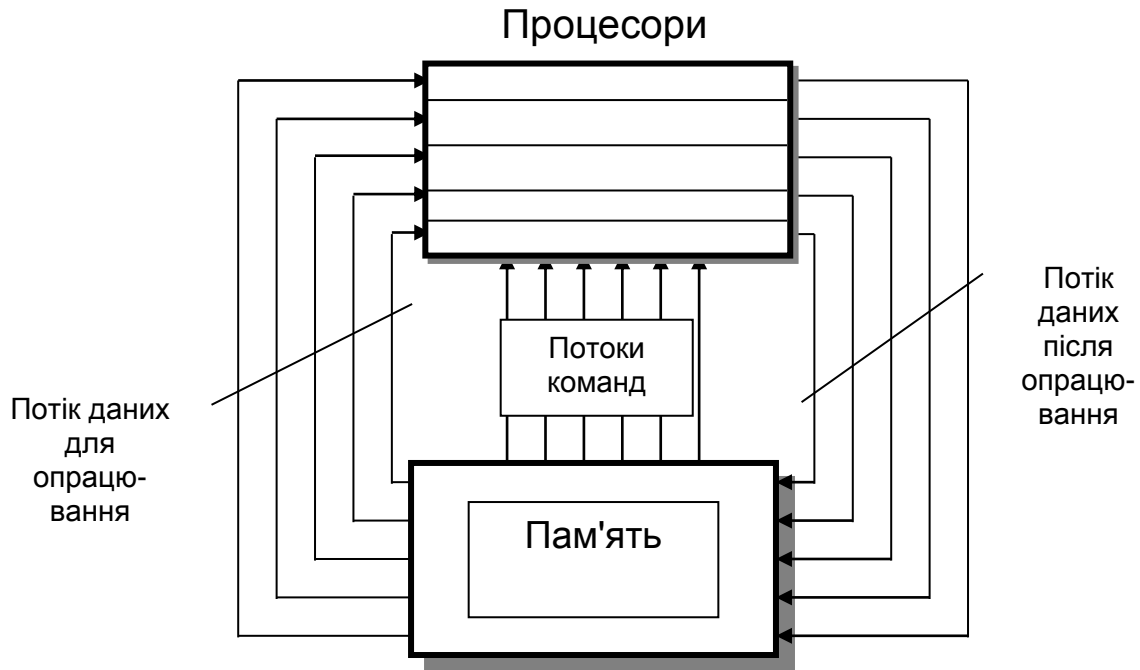 Процесори
Потоки
команд
Потік
даних
після
опрацю-
вання
Потік даних
для
опрацю-
вання
Пам'ять